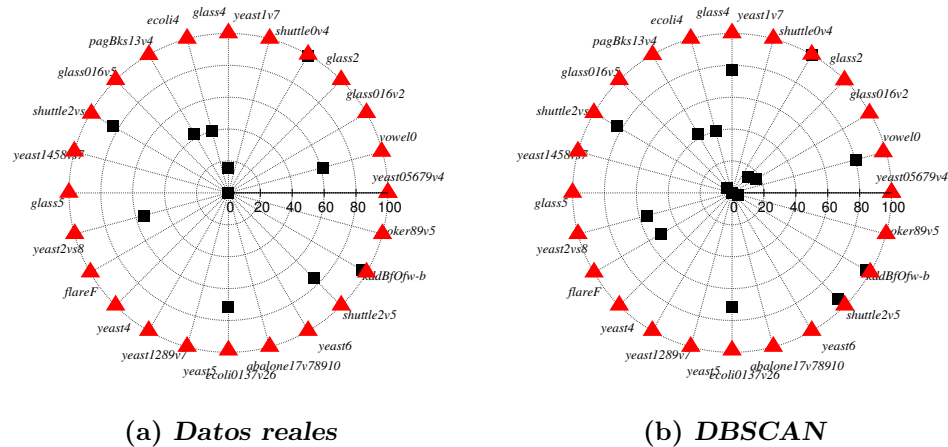 glass4
yeast1v7
ecoli4
shuttle0v4
pagBks13v4
glass2
glass016v5
glass016v2
shuttle2vs
vowel0
yeast05679v4
glass5
0 20 40 60 80 100
yeast2vs8
flareF
shuttle2v5
yeast4
yeast6
yeast1289v7
abalone17v78910
yeast5
ecoli0137v26
(a) Datos reales
glass4
yeast1v7
ecoli4
shuttle0v4
pagBks13v4
glass2
glass016v5
glass016v2
shuttle2vs
vowel0
yeast05679v4
glass5
0 20 40 60 80 100
yeast2vs8
flareF
shuttle2v5
yeast4
yeast6
yeast1289v7
abalone17v78910
yeast5
ecoli0137v26
(b) DBSCAN